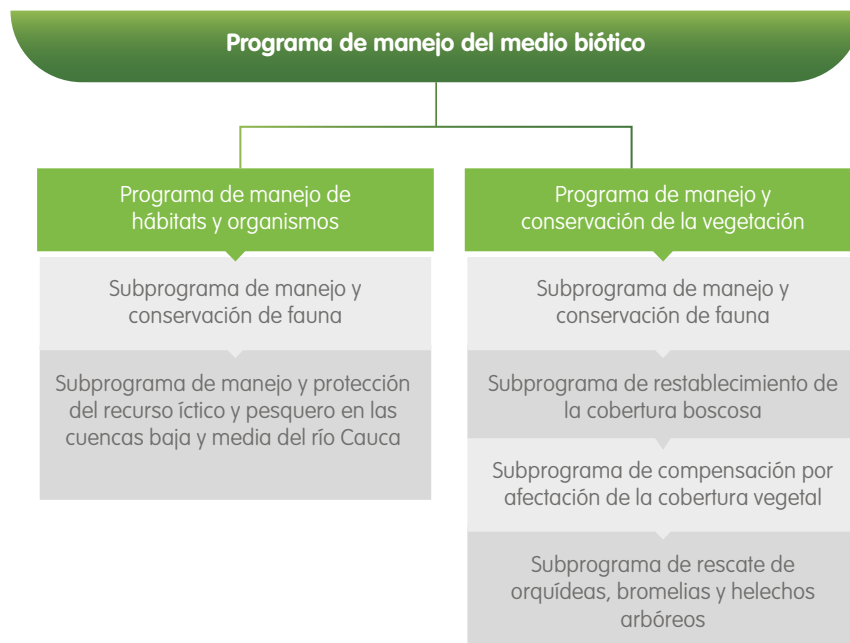 Programa de manejo del medio biótico
Programa de manejo de
hábitats y organismos
Subprograma de manejo y
conservación de fauna
Subprograma de manejo y protección
del recurso íctico y pesquero en las
cuencas baja y media del río Cauca
Programa de manejo y
conservación de la vegetación
Subprograma de manejo y
conservación de fauna
Subprograma de restablecimiento de
la cobertura boscosa
Subprograma de compensación por
afectación de la cobertura vegetal
Subprograma de rescate de
orquídeas, bromelias y helechos
arbóreos